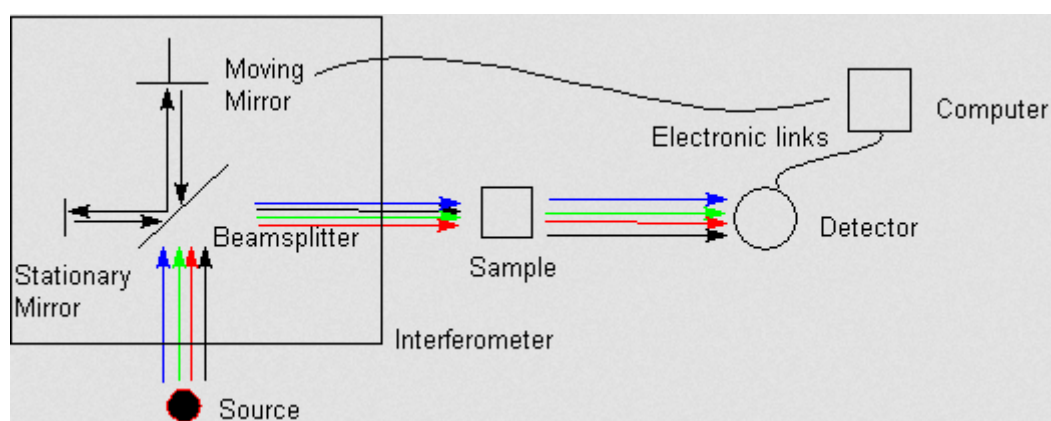 Moving
Mirror
Computer
Electronic links
Beamsplitter
Detector
Sample
Stationary
Mirror
Interferometer
Source